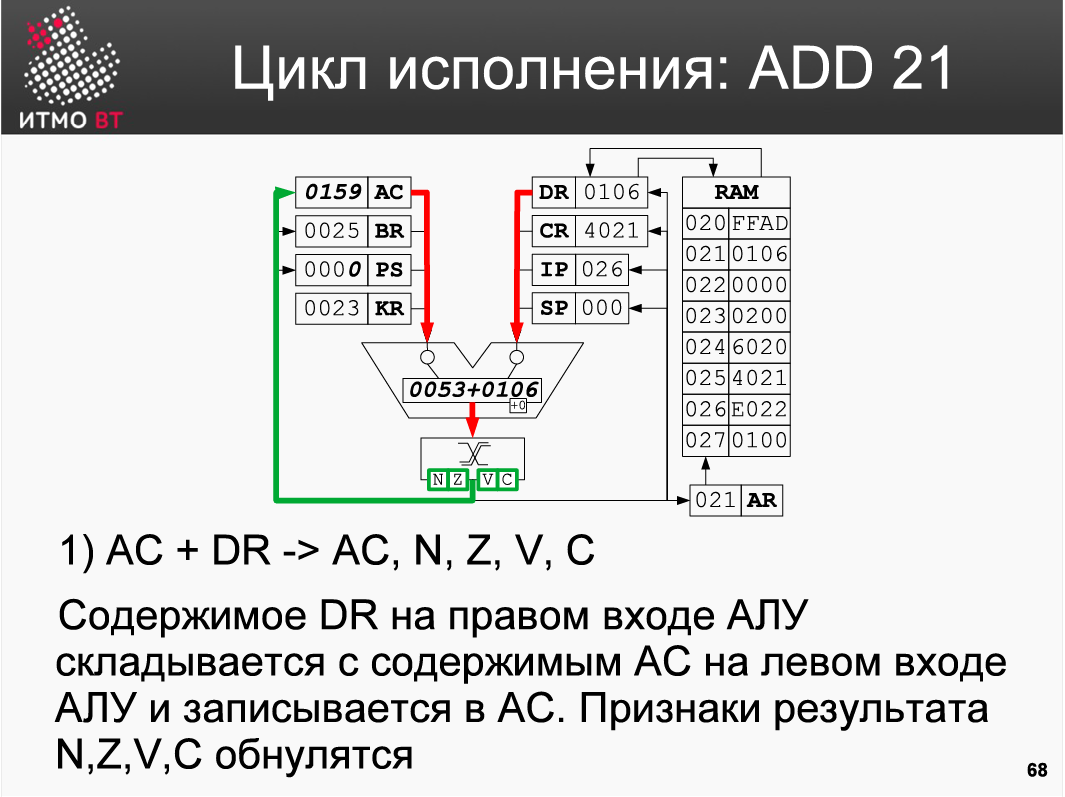 ИТМО ВТ
Цикл исполнения: ADD 21
0159 AC
0025 BR
0000 PS
0023 KR
DR 0106
CR 4021
IP 026
SP 000
RAM
020 FFAD
021 0106
022 0000
023 0200
024 6020
025 4021
026 E022
027 0100
0053+0106
+0
N Z V C
021 AR
1) AC + DR -> AC, N, Z, V, C
Содержимое DR на правом входе АЛУ
складывается с содержимым АС на левом входе
АЛУ и записывается в АС. Признаки результата
N,Z,V,C обнулятся
68